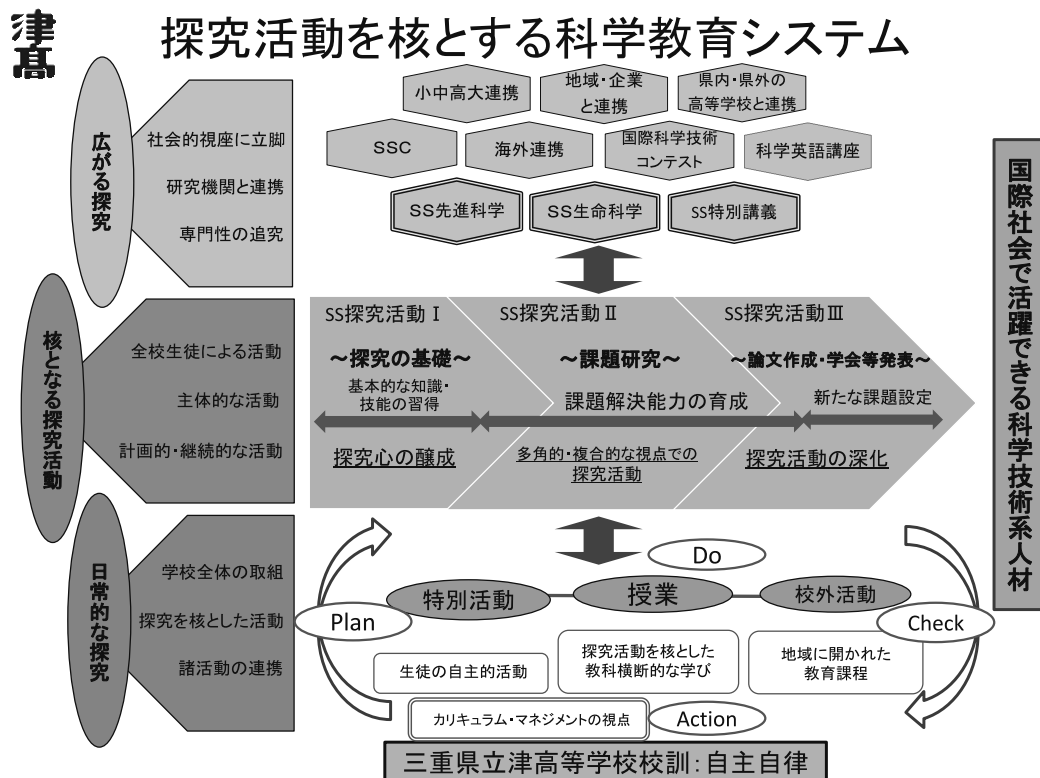 津高
探究活動を核とする科学教育システム
広がる探究
社会的視座に立脚
研究機関と連携
専門性の追究
小中高大連携
地域・企業
と連携
県内・県外の
高等学校と連携
SSC
海外連携
国際科学技術
コンテスト
科学英語講座
SS先進科学
SS生命科学
SS特別講義
核となる探究活動
全校生徒による活動
主体的な活動
計画的・継続的な活動
SS探究活動Ⅰ
～探究の基礎～
基本的な知識・
技能の習得
探究心の醸成
SS探究活動Ⅱ
～課題研究～
課題解決能力の育成
多角的・複合的な視点での
探究活動
SS探究活動Ⅲ
～論文作成・学会等発表～
新たな課題設定
探究活動の深化
国際社会で活躍できる科学技術系人材
日常的な探究
学校全体の取組
探究を核とした活動
諸活動の連携
Plan
Do
Check
Action
特別活動
授業
校外活動
生徒の自主的活動
探究活動を核とした
教科横断的な学び
地域に開かれた
教育課程
カリキュラム・マネジメントの視点
三重県立津高等学校校訓：自主自律